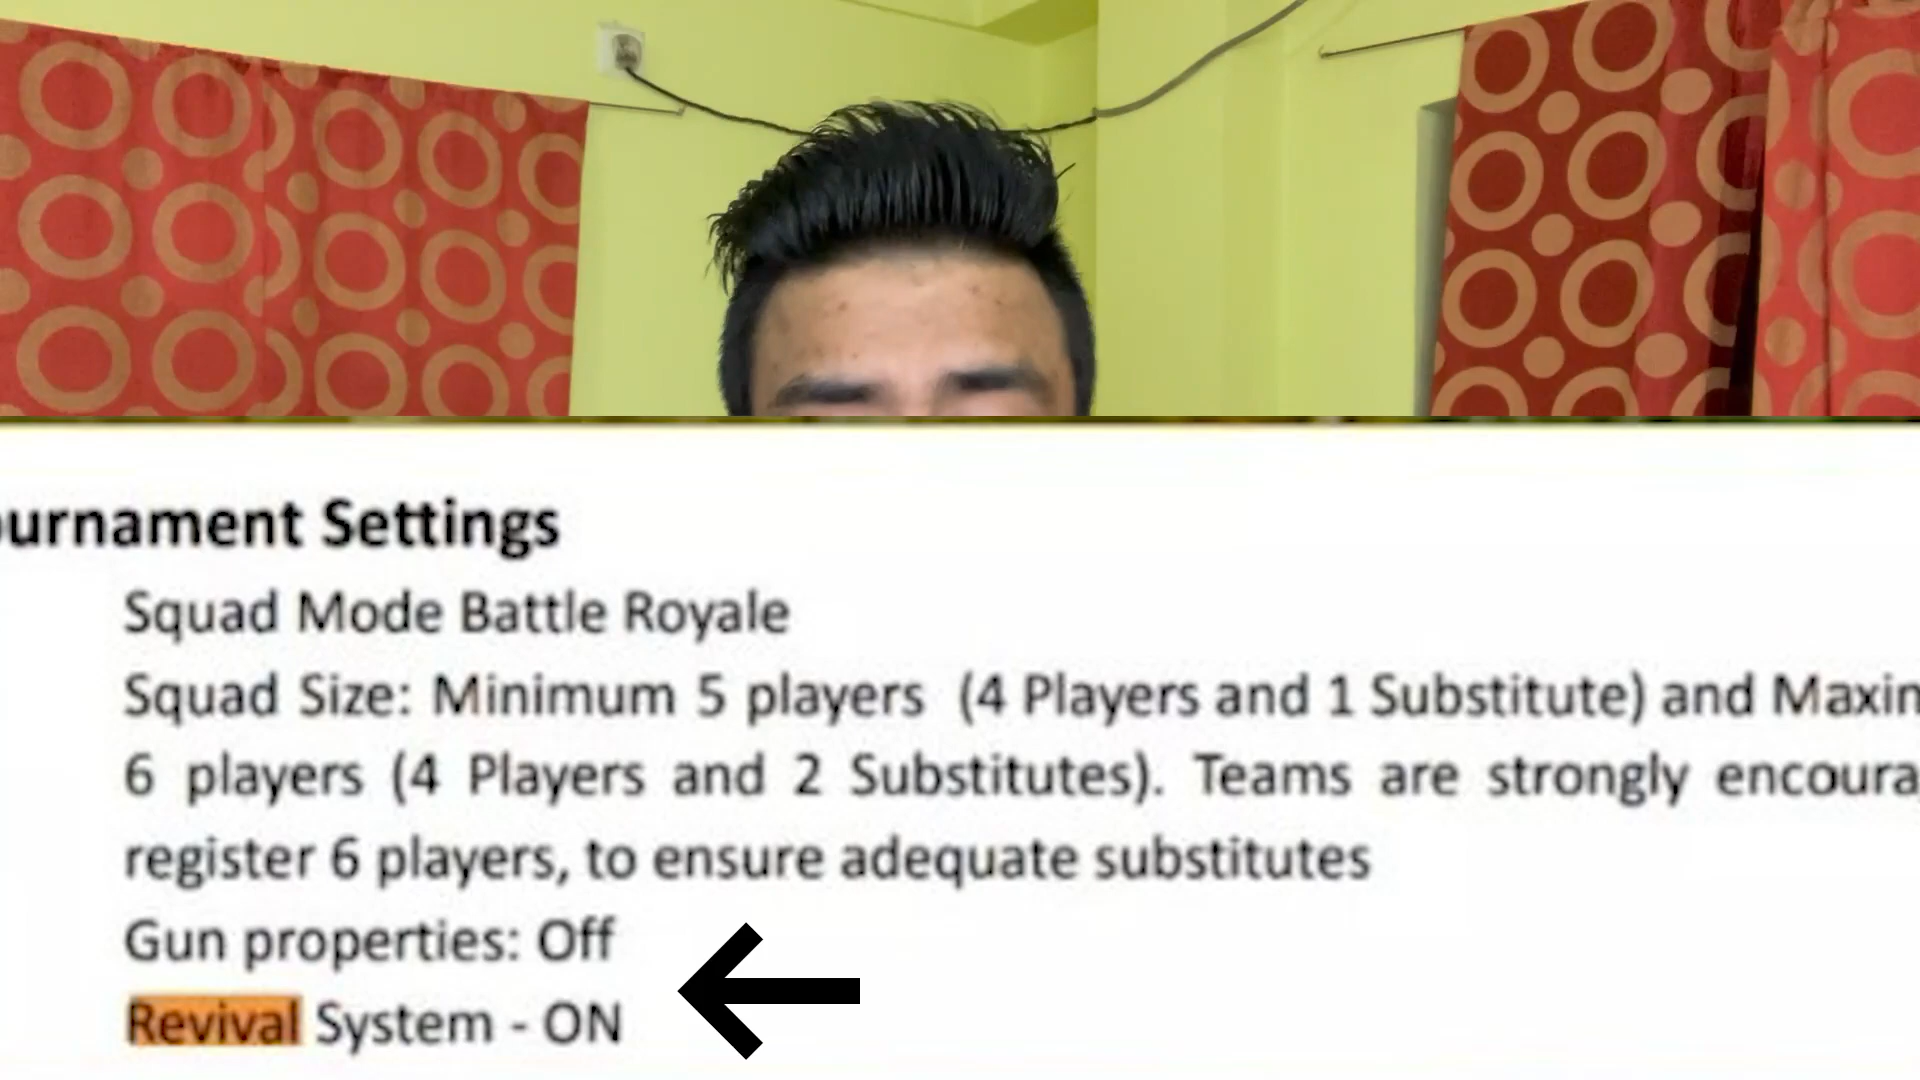 ournament Settings
Squad Mode Battle Royale
Squad Size: Minimum 5 players (4 Players and 1 Substitute) and Maxin
6 players (4 Players and 2 Substitutes). Teams are strongly encoura
register 6 players, to ensure adequate substitutes
Gun properties: Off
Revival System - ON